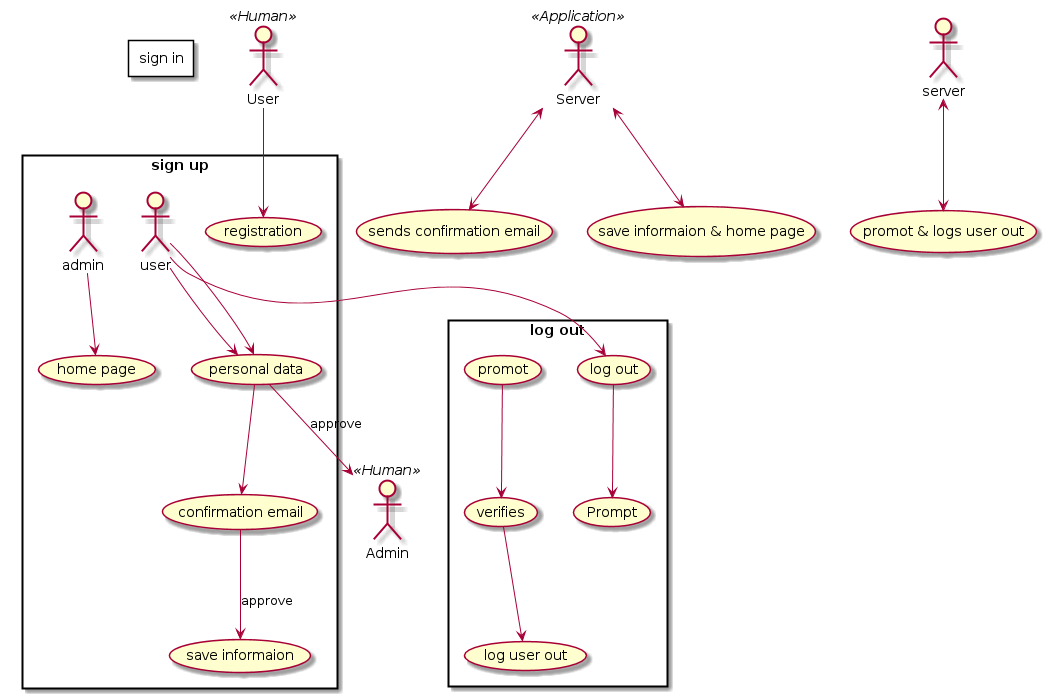 «Human»
«Application»
sign in
User
Server
server
sign up
registration
sends confirmation email
save informaion & home page
promot & logs user out
admin
user
log out
home page
personal data
promot
log out
approve
«Human»
confirmation email
verifies
Prompt
Admin
approve
save informaion
log user out